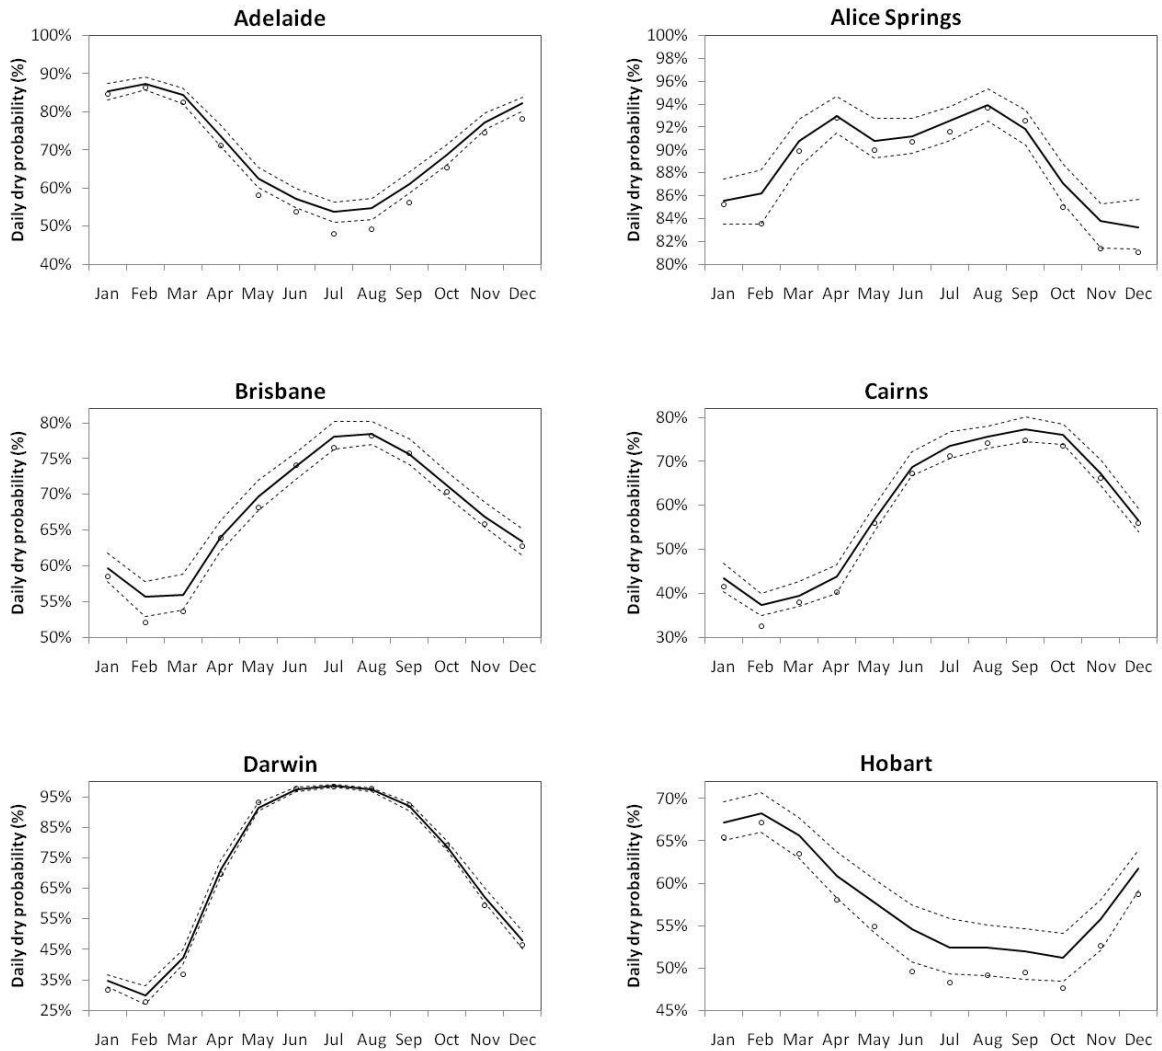 Adelaide
Daily dry probability (%)
100%
90%
80%
70%
60%
50%
40%
Jan Feb Mar Apr May Jun Jul Aug Sep Oct Nov Dec
Alice Springs
Daily dry probability (%)
100%
98%
96%
94%
92%
90%
88%
86%
84%
82%
80%
Jan Feb Mar Apr May Jun Jul Aug Sep Oct Nov Dec
Brisbane
Daily dry probability (%)
80%
75%
70%
65%
60%
55%
50%
Jan Feb Mar Apr May Jun Jul Aug Sep Oct Nov Dec
Cairns
Daily dry probability (%)
80%
70%
60%
50%
40%
30%
Jan Feb Mar Apr May Jun Jul Aug Sep Oct Nov Dec
Darwin
Daily dry probability (%)
95%
85%
75%
65%
55%
45%
35%
25%
Jan Feb Mar Apr May Jun Jul Aug Sep Oct Nov Dec
Hobart
Daily dry probability (%)
70%
65%
60%
55%
50%
45%
Jan Feb Mar Apr May Jun Jul Aug Sep Oct Nov Dec